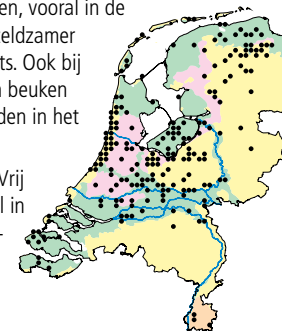 en, vooral in de
eldzamer
ts. Ook bij
beuken
den in het
Vrij
l in
-